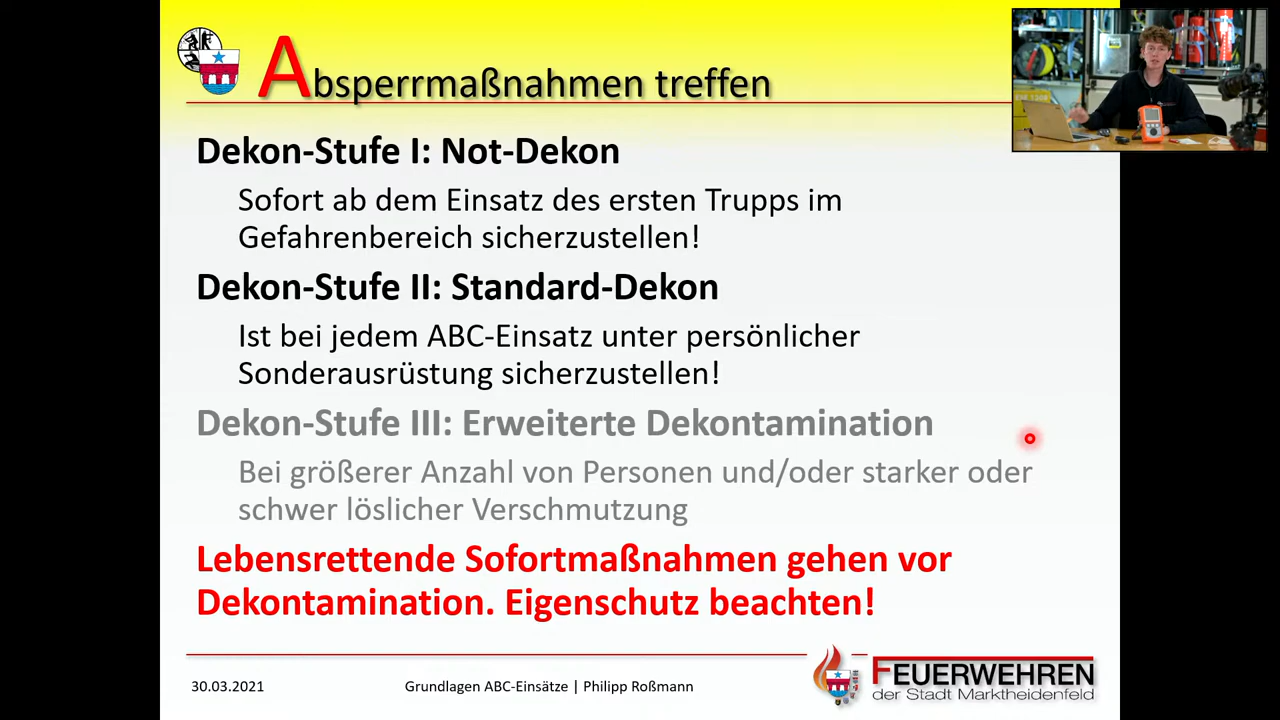 Absperrmaßnahmen treffen
Dekon-Stufe I: Not-Dekon
Sofort ab dem Einsatz des ersten Trupps im
Gefahrenbereich sicherzustellen!
Dekon-Stufe II: Standard-Dekon
Ist bei jedem ABC-Einsatz unter persönlicher
Sonderausrüstung sicherzustellen!
Dekon-Stufe III: Erweiterte Dekontamination
Bei größerer Anzahl von Personen und/oder starker oder
schwer löslicher Verschmutzung
Lebensrettende Sofortmaßnahmen gehen vor
Dekontamination. Eigenschutz beachten!
30.03.2021
Grundlagen ABC-Einsätze | Philipp Roßmann
FEUERWEHREN
der Stadt Marktheidenfeld